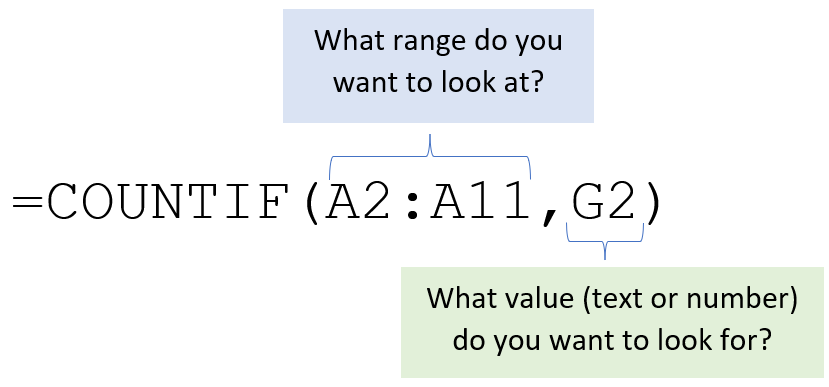 What range do you
want to look at?
=COUNTIF(A2:A11,G2)
What value (text or number)
do you want to look for?